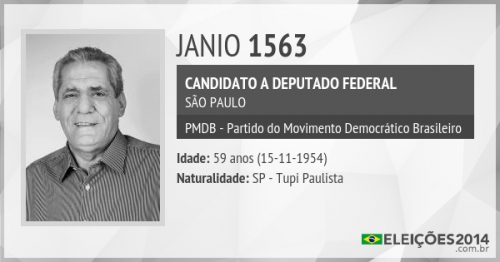 JANIO 1563
CANDIDATO A DEPUTADO FEDERAL
SÃO PAULO
PMDB - Partido do Movimento Democrático Brasileiro
Idade: 59 anos (15-11-1954)
Naturalidade: SP - Tupi Paulista
ELEIÇÕES2014
.com.br